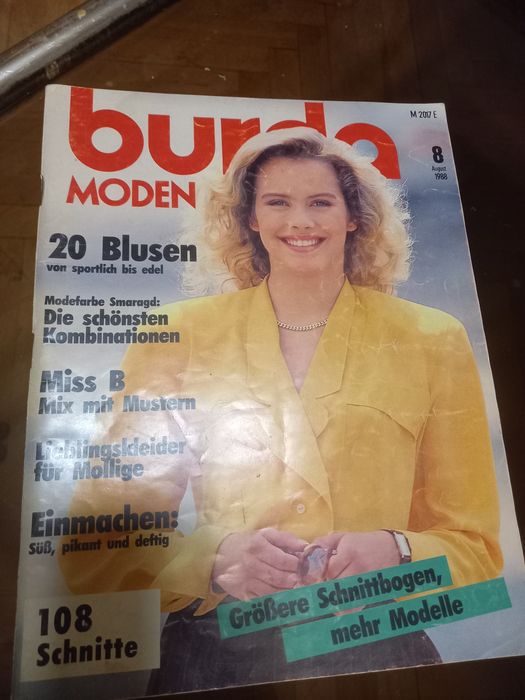 burda
MODEN
M 2017 E
8
August
1988
20 Blusen
von sportlich bis edel
Modefarbe Smaragd:
Die schönsten
Kombinationen
Miss B
Mix mit Mustern
Lieblingskleider
für Mollige
Einmachen:
Süß, pikant und deftig
108
Schnitte
Größere Schnittbogen,
mehr Modelle